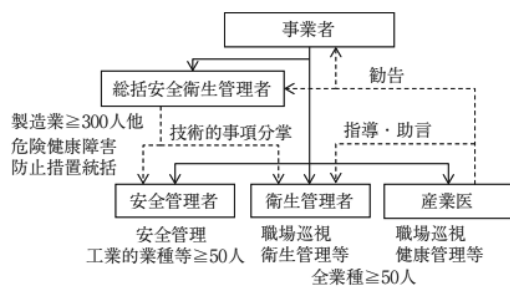 事業者
総括安全衛生管理者
勧告
製造業≧300人他
危険健康障害
防止措置統括
技術的事項分掌
指導・助言
安全管理者
衛生管理者
産業医
安全管理
工業的業種等≧50人
職場巡視
衛生管理等
職場巡視
健康管理等
全業種≧50人